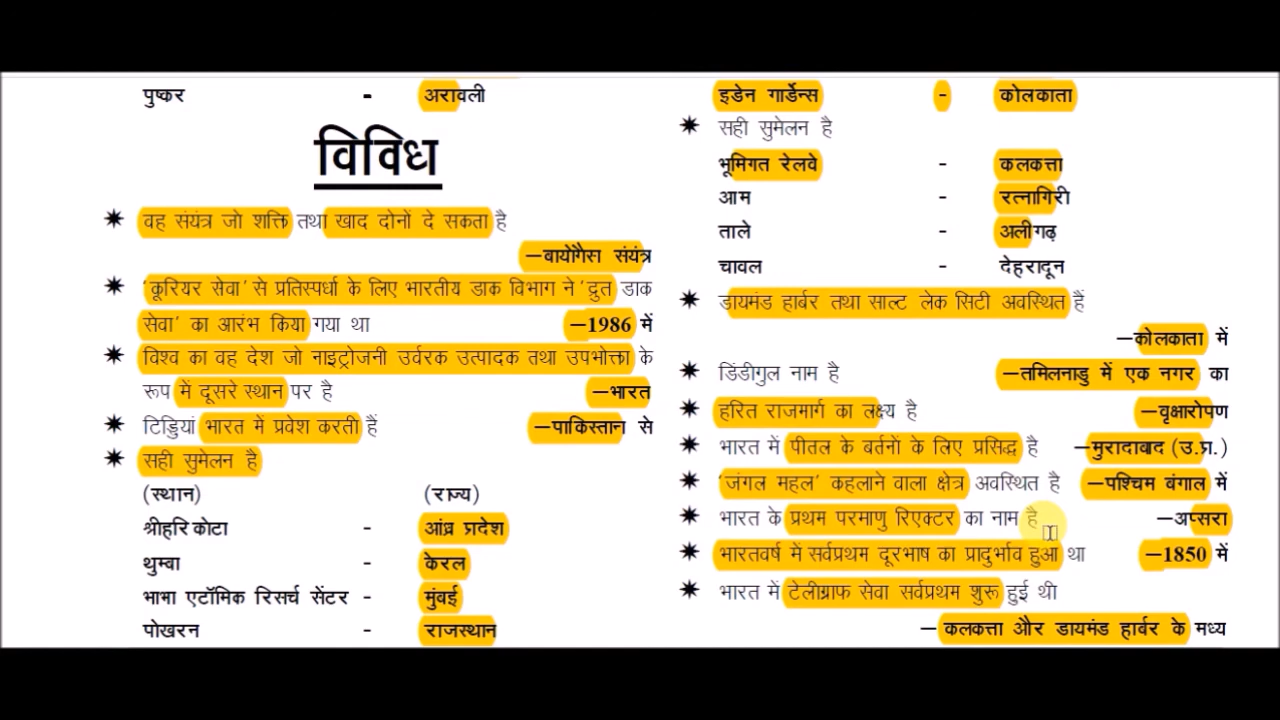 पुष्कर - अरावली
विविध
✷ वह संयंत्र जो शक्ति तथा खाद दोनों दे सकता है
–बायोगैस संयंत्र
✷ 'कूरियर सेवा' से प्रतिस्पर्धा के लिए भारतीय डाक विभाग ने 'द्रुत डाक
सेवा' का आरंभ किया गया था –1986 में
✷ विश्व का वह देश जो नाइट्रोजनी उर्वरक उत्पादक तथा उपभोक्ता के
रूप में दूसरे स्थान पर है –भारत
✷ टिड्डियां भारत में प्रवेश करती हैं –पाकिस्तान से
✷ सही सुमेलन है
(स्थान) (राज्य)
श्रीहरिकोटा - आंध्र प्रदेश
थुम्बा - केरल
भाभा एटॉमिक रिसर्च सेंटर - मुंबई
पोखरन - राजस्थान
इडेन गार्डेन्स - कोलकाता
✷ सही सुमेलन है
भूमिगत रेलवे - कलकत्ता
आम - रत्नागिरी
ताले - अलीगढ़
चावल - देहरादून
✷ डायमंड हार्बर तथा साल्ट लेक सिटी अवस्थित हैं
–कोलकाता में
✷ डिंडीगुल नाम है –तमिलनाडु में एक नगर का
✷ हरित राजमार्ग का लक्ष्य है –वृक्षारोपण
✷ भारत में पीतल के बर्तनों के लिए प्रसिद्ध है –मुरादाबाद (उ.प्र.)
✷ 'जंगल महल' कहलाने वाला क्षेत्र अवस्थित है –पश्चिम बंगाल में
✷ भारत के प्रथम परमाणु रिएक्टर का नाम है –अप्सरा
✷ भारतवर्ष में सर्वप्रथम दूरभाष का प्रादुर्भाव हुआ था –1850 में
✷ भारत में टेलीग्राफ सेवा सर्वप्रथम शुरू हुई थी
– कलकत्ता और डायमंड हार्बर के मध्य